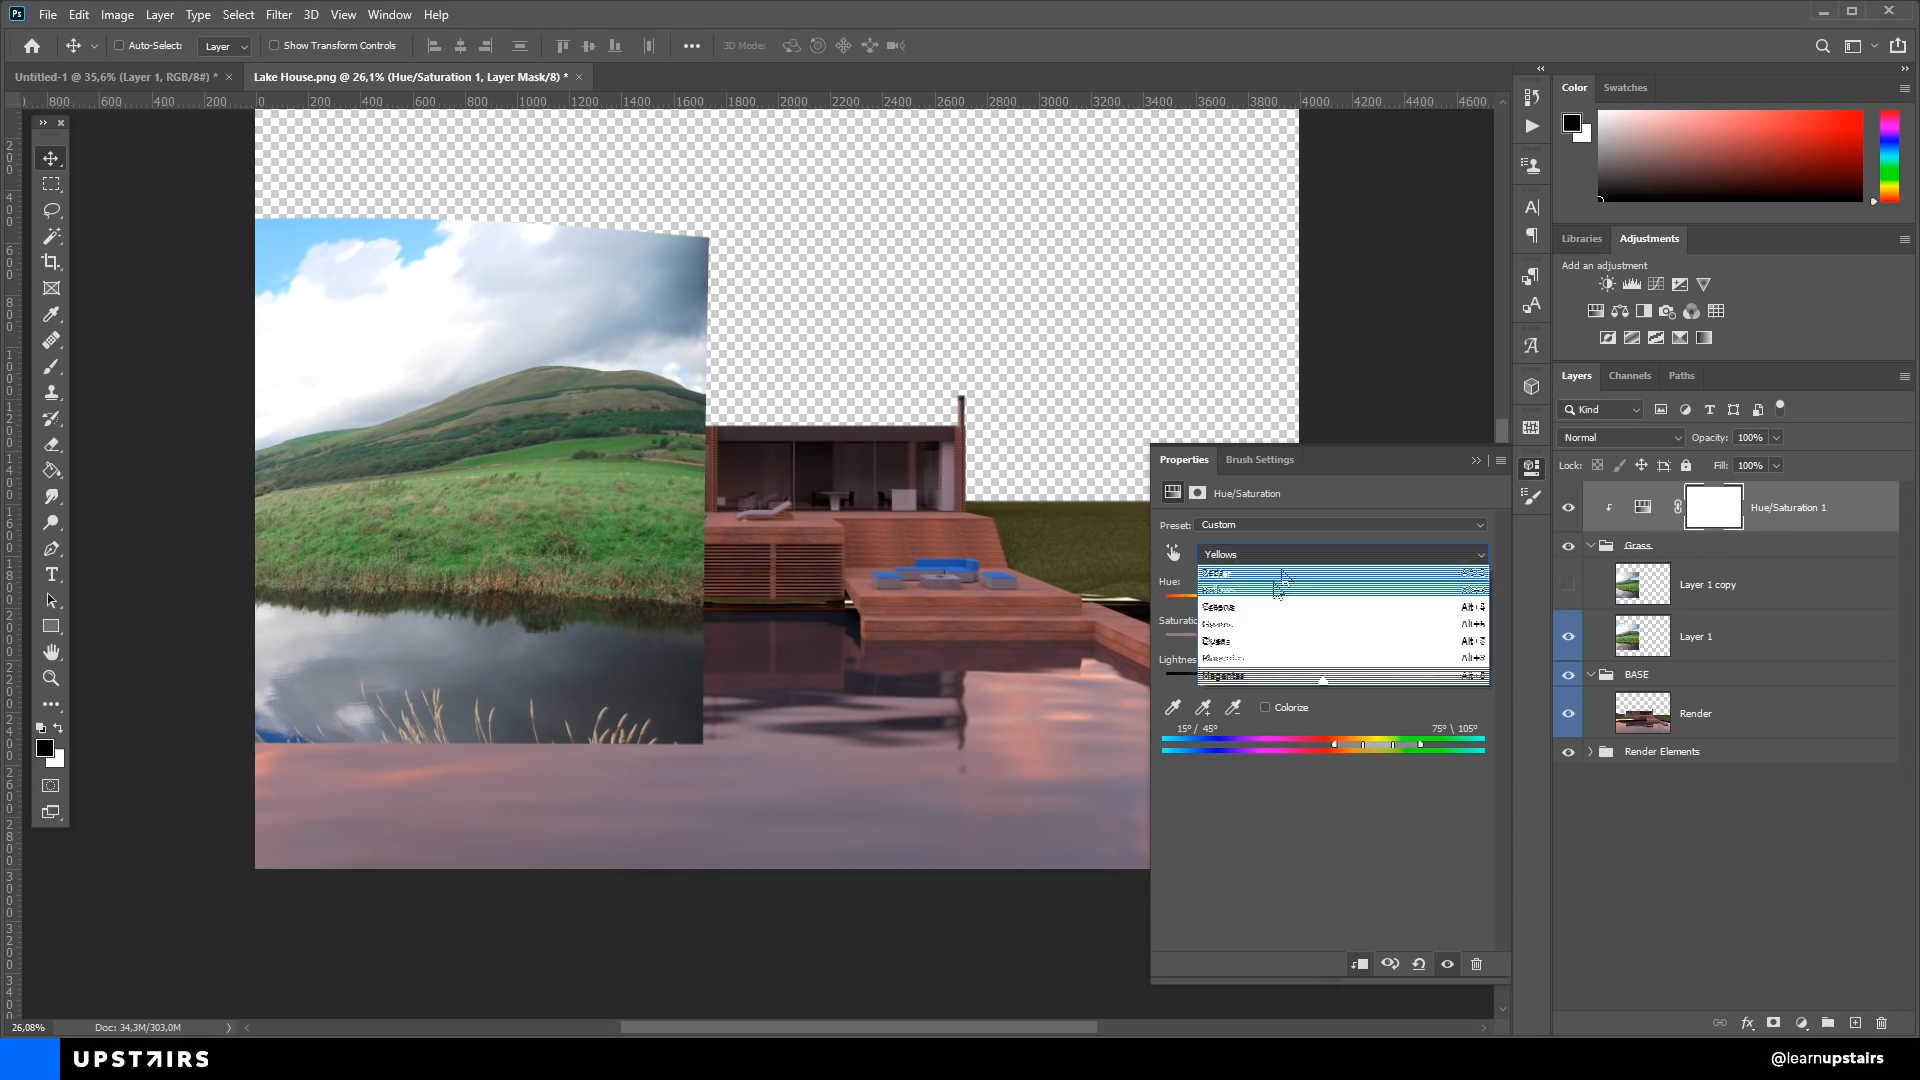 File Edit Image Layer Type Select Filter 3D View Window Help
Auto-Select: Layer Show Transform Controls 3D Mode:
Untitled-1 @ 35,6% (Layer 1, RGB/8#) * Lake House.png @ 26,1% (Hue/Saturation 1, Layer Mask/8) *
800 600 400 200 0 200 400 600 800 1000 1200 1400 1600 1800 2000 2200 2400 2600 2800 3000 3200 3400 3600 3800 4000 4200 4400 4600
Color Swatches
Libraries Adjustments
Add an adjustment
Layers Channels Paths
Kind
Normal Opacity: 100%
Lock: Fill: 100%
Hue/Saturation 1
Grass
Layer 1 copy
Layer 1
BASE
Render
Render Elements
Properties Brush Settings
Hue/Saturation
Preset: Custom
Yellows
Hue:
Saturatio
Lightnes
Magentas
Colorize
15° / 45° 75° \ 105°
26,08% Doc: 34,3M/303,0M
UPSTAIRS
@learnupstairs